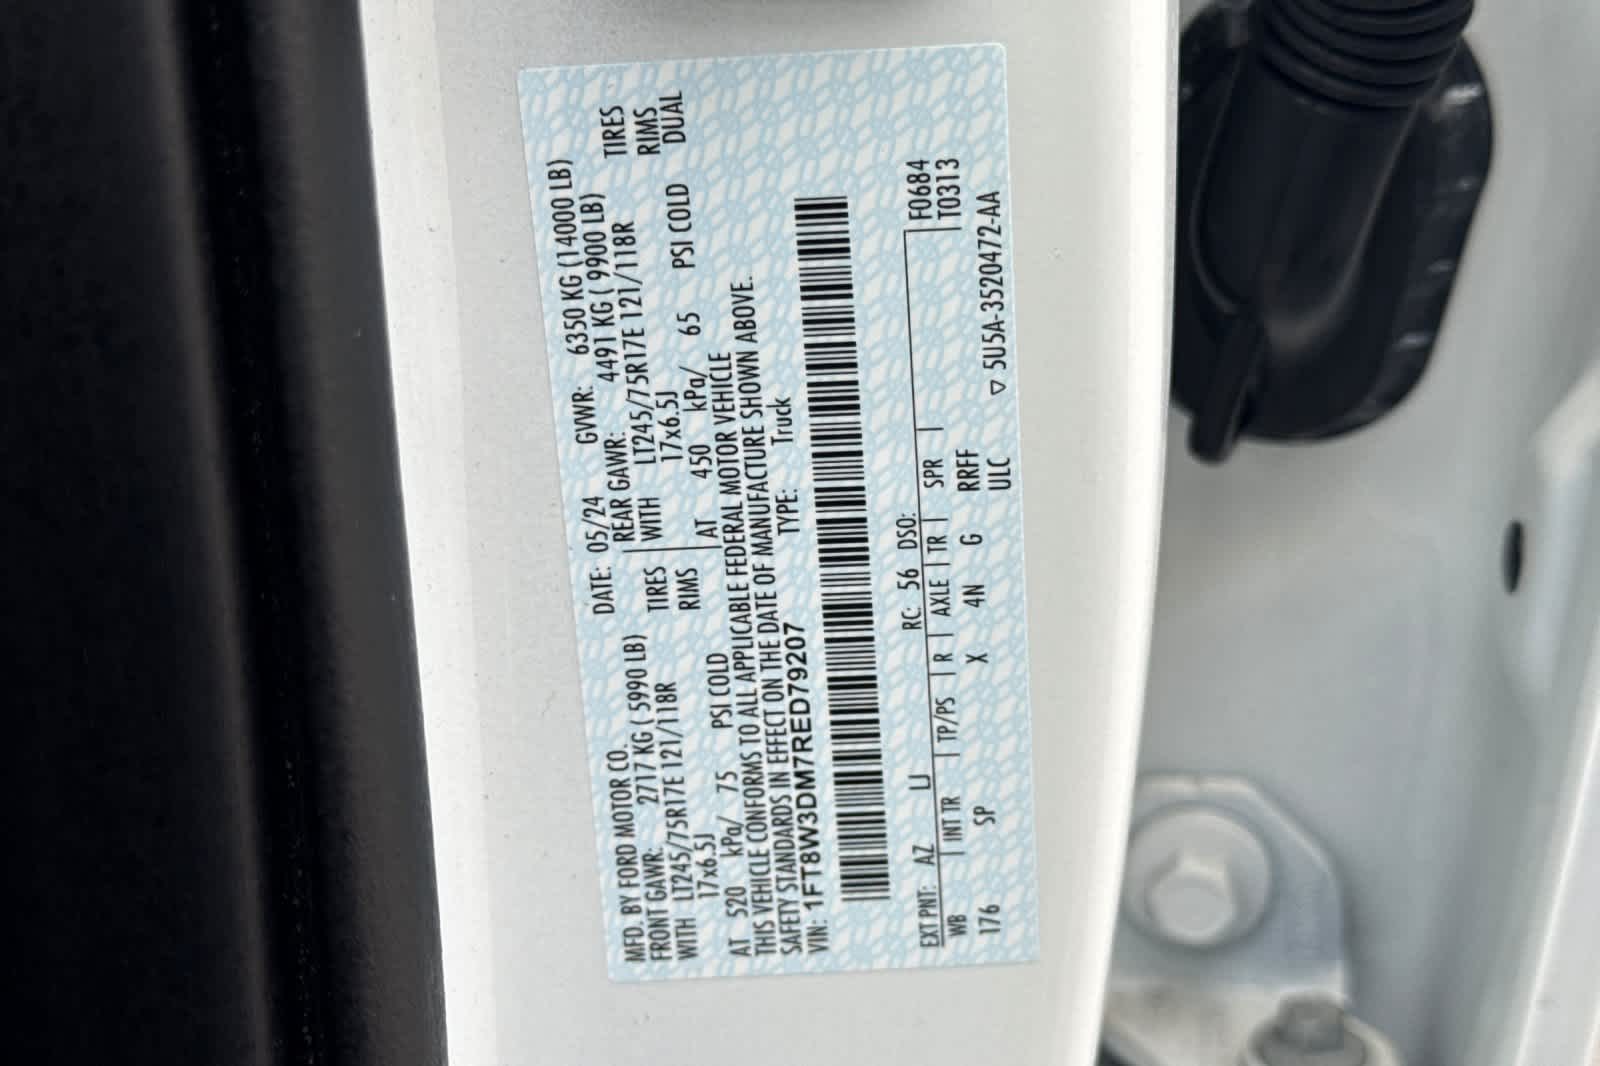 MFD. BY FORD MOTOR CO.
DATE: 05/24 GVWR: 6350 KG (14000 LB)
FRONT GAWR: 2717 KG ( 5990 LB)
REAR GAWR: 4491 KG ( 9900 LB)
WITH LT245/75R17E 121/118R TIRES
WITH LT245/75R17E 121/118R TIRES
17x6.5J RIMS
17x6.5J RIMS
AT 520 kPa/ 75 PSI COLD
AT 450 kPa/ 65 PSI COLD DUAL
THIS VEHICLE CONFORMS TO ALL APPLICABLE FEDERAL MOTOR VEHICLE
SAFETY STANDARDS IN EFFECT ON THE DATE OF MANUFACTURE SHOWN ABOVE.
VIN: 1FT8W3DM7RED79207 TYPE: Truck
EXT PNT: AZ LJ RC: 56 DSO: F0684
WB INT TR TP/PS R AXLE TR SPR T0313
176 SP X 4N G RRFF
ULC ▽ 5U5A-3520472-AA